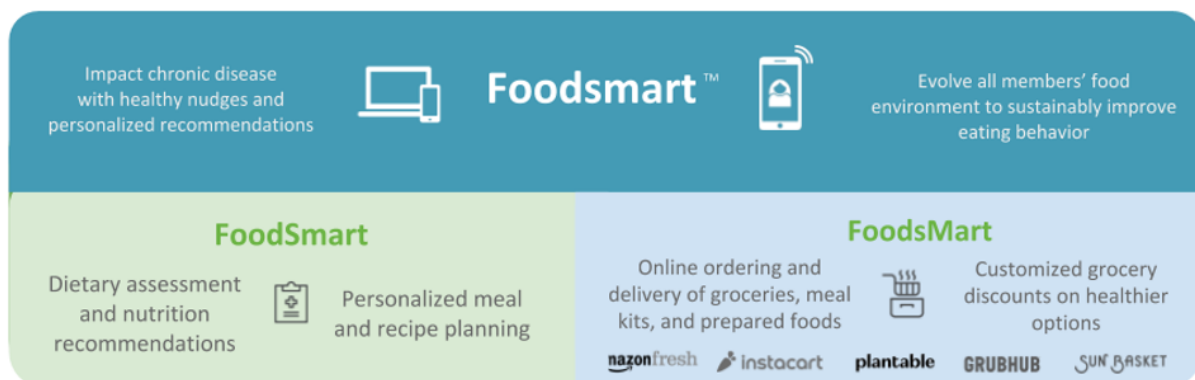 Impact chronic disease
with healthy nudges and
personalized recommendations
Foodsmart™
Evolve all members' food
environment to sustainably improve
eating behavior
FoodSmart
Dietary assessment
and nutrition
recommendations
Personalized meal
and recipe planning
FoodsMart
Online ordering and
delivery of groceries, meal
kits, and prepared foods
Customized grocery
discounts on healthier
options
nazonfresh
instacart
plantable
GRUBHUB
SUN BASKET